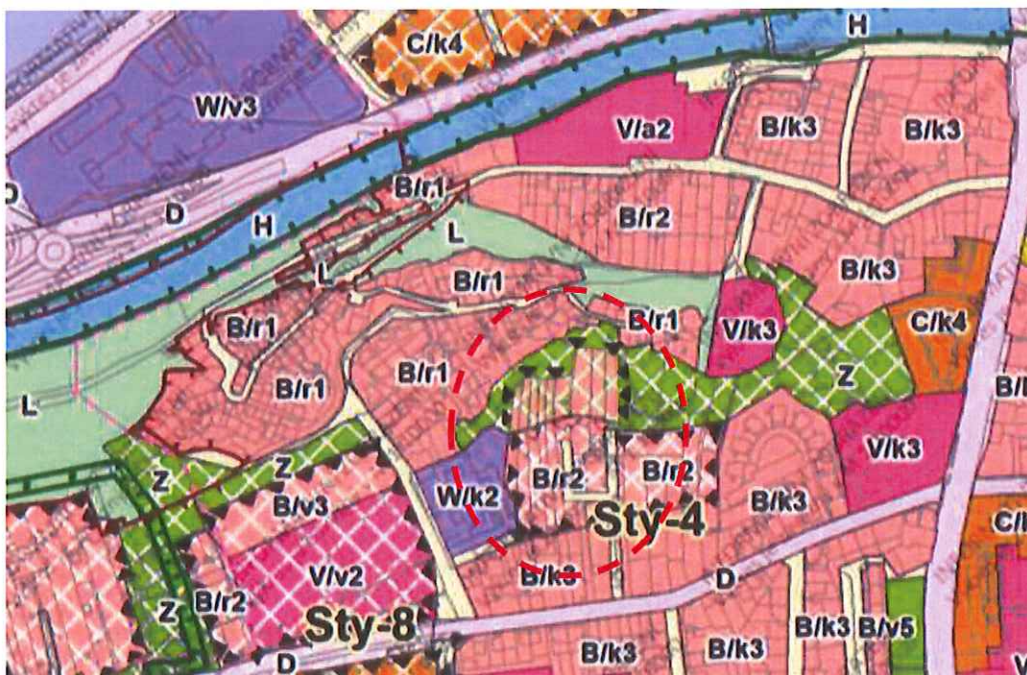 C/k4
H
W/v3
V/a2
B/k3
B/k3
B/r1
D
H
L
B/r2
B/k3
L
B/r1
B/r1
B/r1
V/k3
C/k4
B/r1
Z
B/r1
L
V/k3
Z
Z
B/r2
B/r2
B/k3
B/v3
W/k2
Sty-4
V/v2
B/k3
D
Z
B/r2
Sty-8
B/k3
B/v5
D
B/k3
B/k3